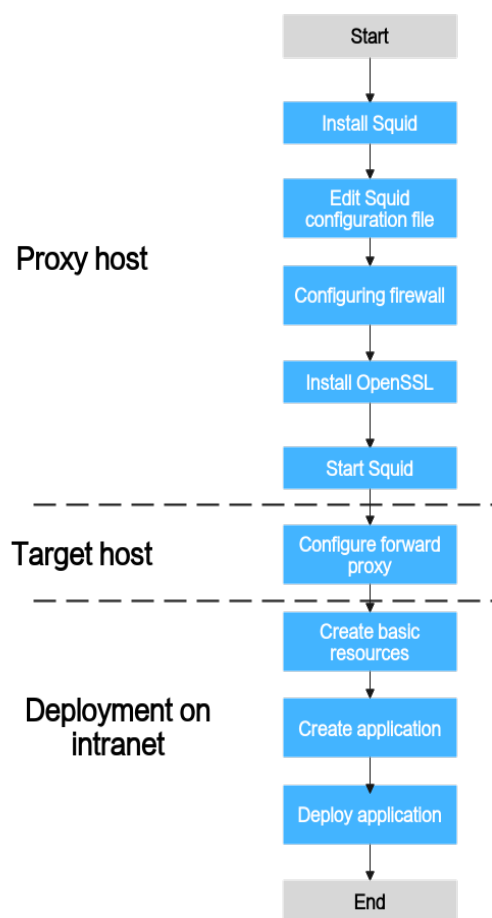 Start
Install Squid
Edit Squid
configuration file
Proxy host
Configuring firewall
Install OpenSSL
Start Squid
Target host
Configure forward
proxy
Create basic
resources
Deployment on
intranet
Create application
Deploy application
End